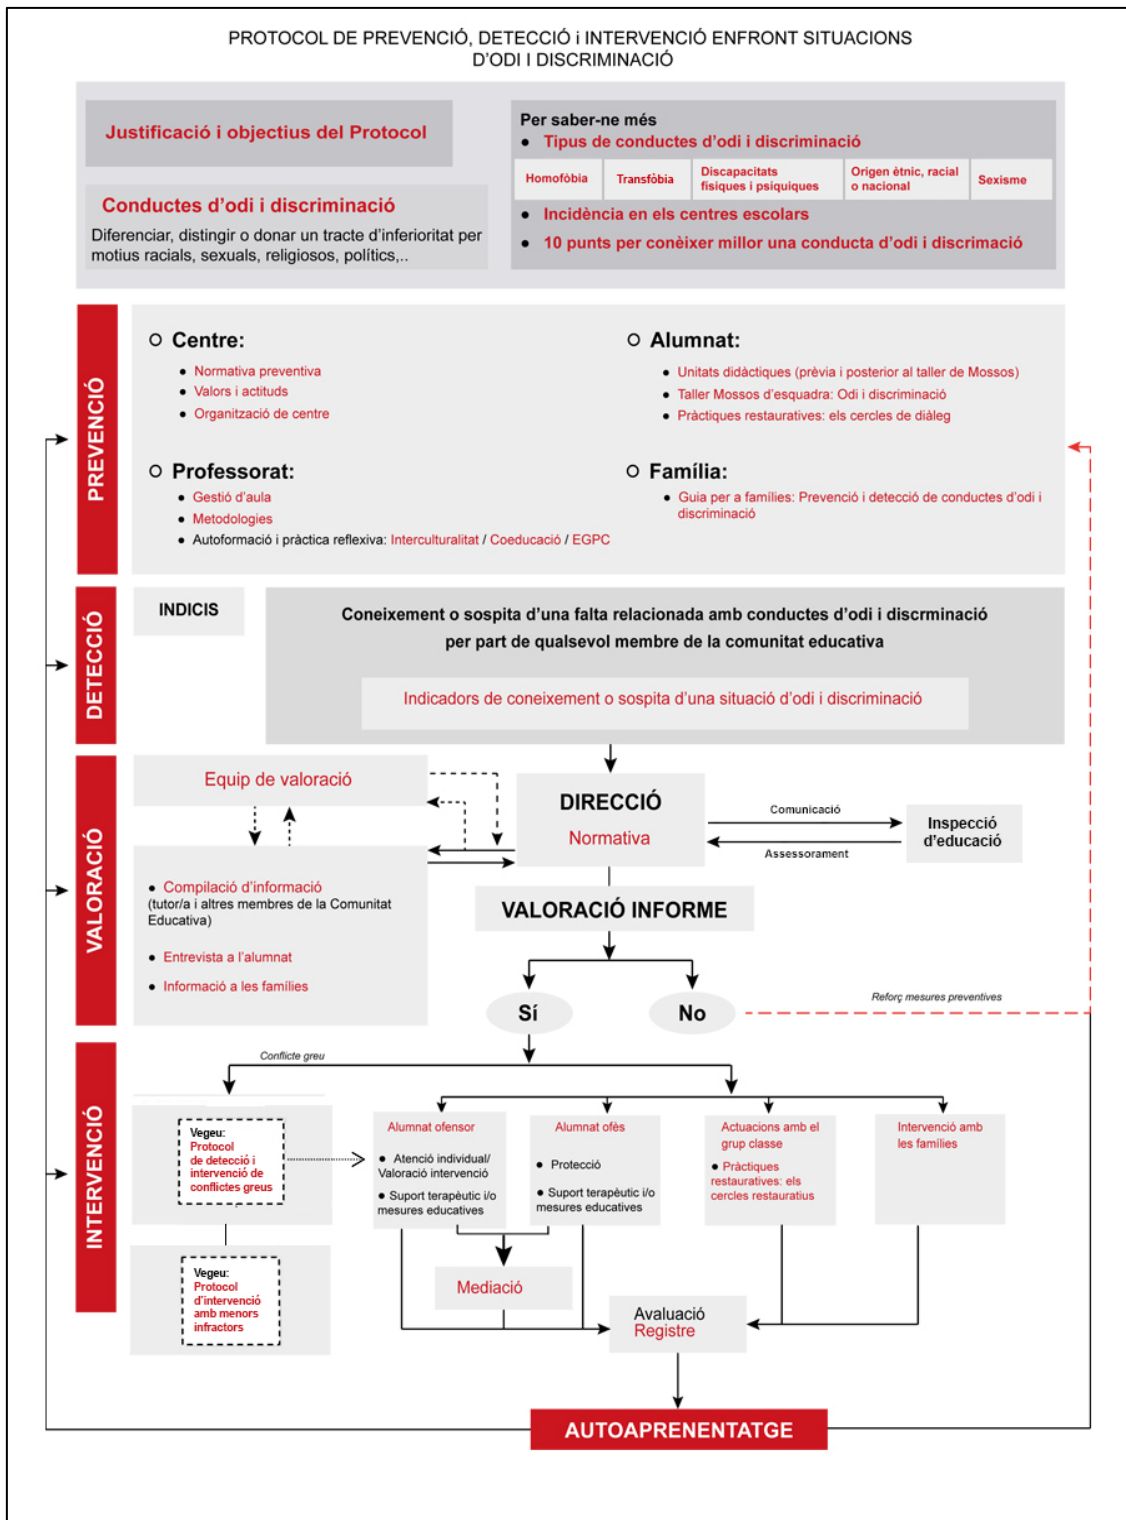 PROTOCOL DE PREVENCIÓ, DETECCIÓ i INTERVENCIÓ ENFRONT SITUACIONS
D'ODI I DISCRIMINACIÓ
Justificació i objectius del Protocol
Conductes d'odi i discriminació
Diferenciar, distingir o donar un tracte d'inferioritat per
motius racials, sexuals, religiosos, polítics,..
Per saber-ne més
● Tipus de conductes d'odi i discriminació
Homofòbia
Transfòbia
Discapacitats
físiques i psíquiques
Origen ètnic, racial
o nacional
Sexisme
● Incidència en els centres escolars
● 10 punts per conèixer millor una conducta d'odi i discrimació
PREVENCIÓ
Centre:
● Normativa preventiva
● Valors i actituds
● Organització de centre
Alumnat:
● Unitats didàctiques (prèvia i posterior al taller de Mossos)
● Taller Mossos d'esquadra: Odi i discriminació
● Pràctiques restauratives: els cercles de diàleg
Professorat:
● Gestió d'aula
● Metodologies
● Autoformació i pràctica reflexiva: Interculturalitat / Coeducació / EGPC
Família:
● Guia per a famílies: Prevenció i detecció de conductes d'odi i
discriminació
DETECCIÓ
INDICIS
Coneixement o sospita d'una falta relacionada amb conductes d'odi i discrminació
per part de qualsevol membre de la comunitat educativa
Indicadors de coneixement o sospita d'una situació d'odi i discriminació
VALORACIÓ
Equip de valoració
● Compilació d'informació
(tutor/a i altres membres de la Comunitat
Educativa)
● Entrevista a l'alumnat
● Informació a les famílies
DIRECCIÓ
Normativa
Comunicació
Assessorament
Inspecció
d'educació
VALORACIÓ INFORME
Sí
No
Reforç mesures preventives
INTERVENCIÓ
Conflicte greu
Vegeu:
Protocol
de detecció i
intervenció de
conflictes greus
Vegeu:
Protocol
d'intervenció
amb menors
infractors
Alumnat ofensor
● Atenció individual/
Valoració intervenció
● Suport terapèutic i/o
mesures educatives
Alumnat ofès
● Protecció
● Suport terapèutic i/o
mesures educatives
Actuacions amb el
grup classe
● Pràctiques
restauratives: els
cercles restauratius
Intervenció amb
les famílies
Mediació
Avaluació
Registre
AUTOAPRENENTATGE